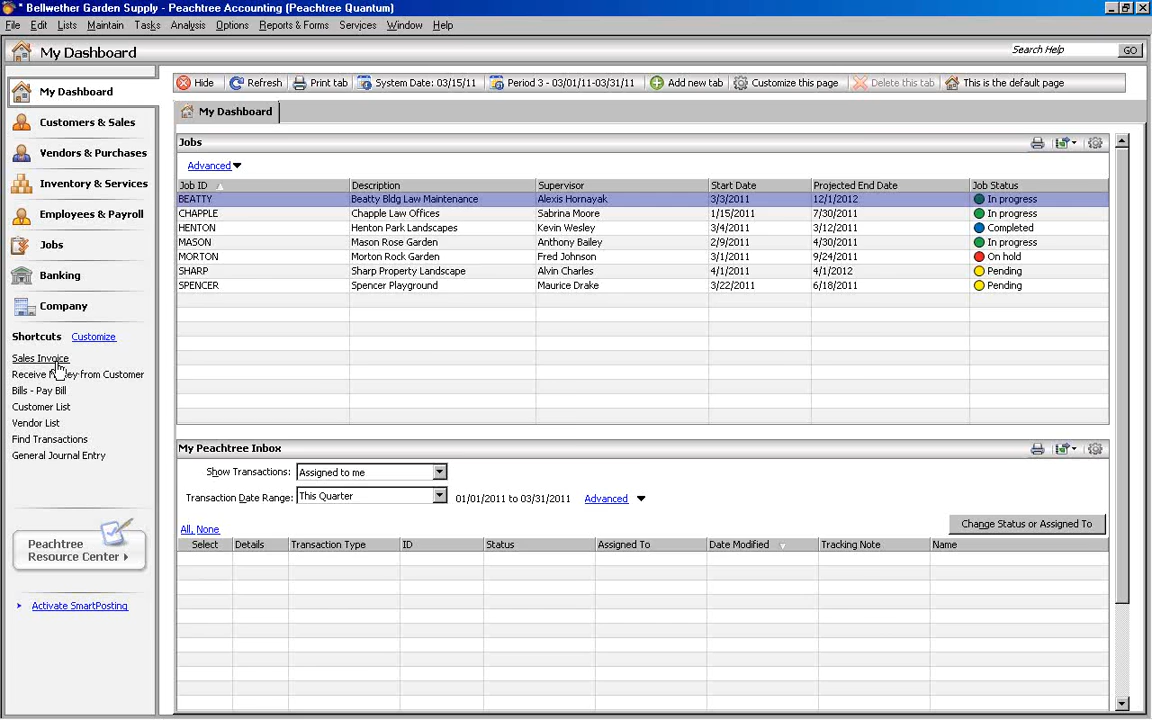 * Bellwether Garden Supply - Peachtree Accounting (Peachtree Quantum)
File Edit Lists Maintain Tasks Analysis Options Reports & Forms Services Window Help
My Dashboard Search Help GO
My Dashboard
Customers & Sales
Vendors & Purchases
Inventory & Services
Employees & Payroll
Jobs
Banking
Company
Shortcuts Customize
Sales Invoice
Receive from Customer
Bills - Pay Bill
Customer List
Vendor List
Find Transactions
General Journal Entry
Peachtree
Resource Center
Activate SmartPosting
Hide Refresh Print tab System Date: 03/15/11 Period 3 - 03/01/11-03/31/11 Add new tab Customize this page Delete this tab This is the default page
My Dashboard
Jobs
Advanced
Job ID Description Supervisor Start Date Projected End Date Job Status
BEATTY Beatty Bldg Law Maintenance Alexis Hornayak 3/3/2011 12/1/2012 In progress
CHAPPLE Chapple Law Offices Sabrina Moore 1/15/2011 7/30/2011 In progress
HENTON Henton Park Landscapes Kevin Wesley 3/4/2011 3/12/2011 Completed
MASON Mason Rose Garden Anthony Bailey 2/9/2011 4/30/2011 In progress
MORTON Morton Rock Garden Fred Johnson 3/1/2011 9/24/2011 On hold
SHARP Sharp Property Landscape Alvin Charles 4/1/2011 4/1/2012 Pending
SPENCER Spencer Playground Maurice Drake 3/22/2011 6/18/2011 Pending
My Peachtree Inbox
Show Transactions: Assigned to me
Transaction Date Range: This Quarter 01/01/2011 to 03/31/2011 Advanced
All, None Change Status or Assigned To
Select Details Transaction Type ID Status Assigned To Date Modified Tracking Note Name